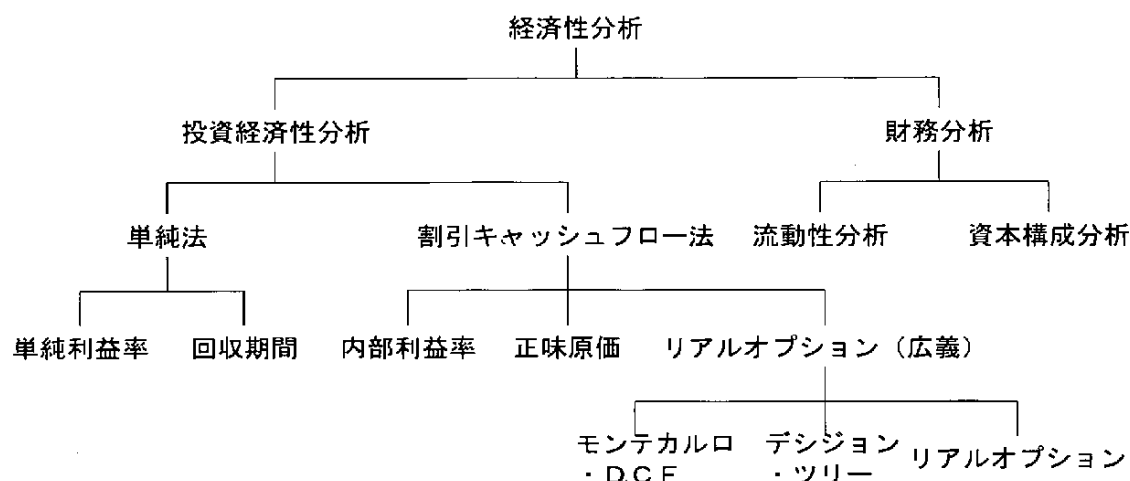 経済性分析
投資経済性分析
財務分析
単純法
割引キャッシュフロー法
流動性分析
資本構成分析
単純利益率
回収期間
内部利益率
正味原価
リアルオプション（広義）
モンテカルロ
・ＤＣＦ
デシジョン
・ツリー
リアルオプション